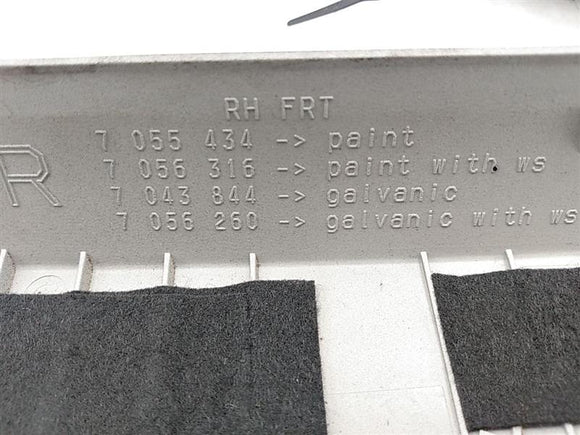 RH FRT
7 055 434 -> paint
7 056 316 -> paint with ws
7 043 844 -> galvanic
7 056 260 -> galvanic with ws
R